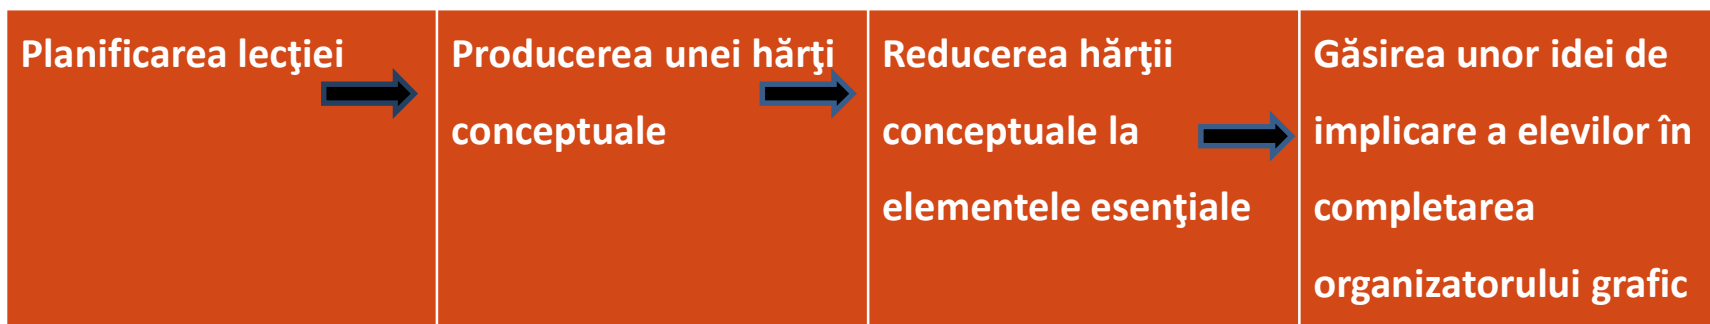 Planificarea lecţiei
Producerea unei hărţi
conceptuale
Reducerea hărţii
conceptuale la
elementele esenţiale
Găsirea unor idei de
implicare a elevilor în
completarea
organizatorului grafic